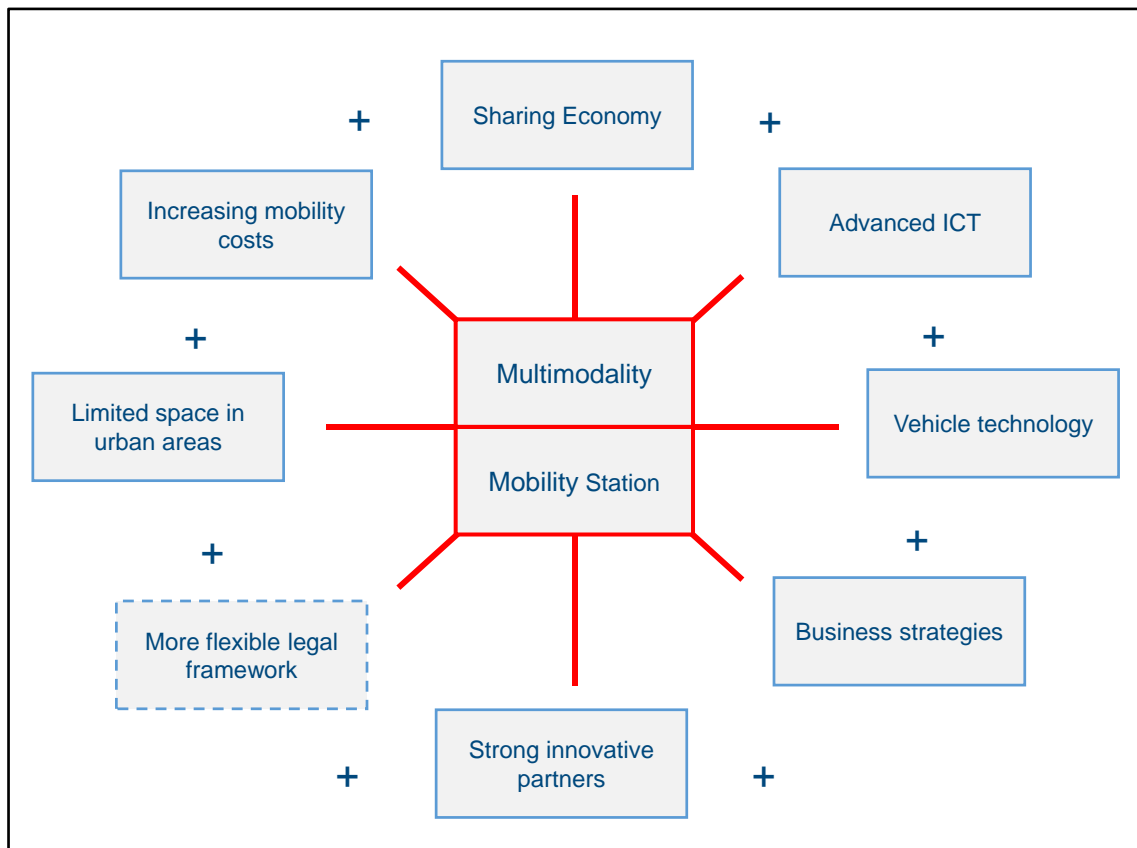 Sharing Economy
+
+
Increasing mobility
costs
Advanced ICT
+
+
Multimodality
Limited space in
urban areas
Vehicle technology
Mobility Station
+
+
More flexible legal
framework
Business strategies
Strong innovative
partners
+
+